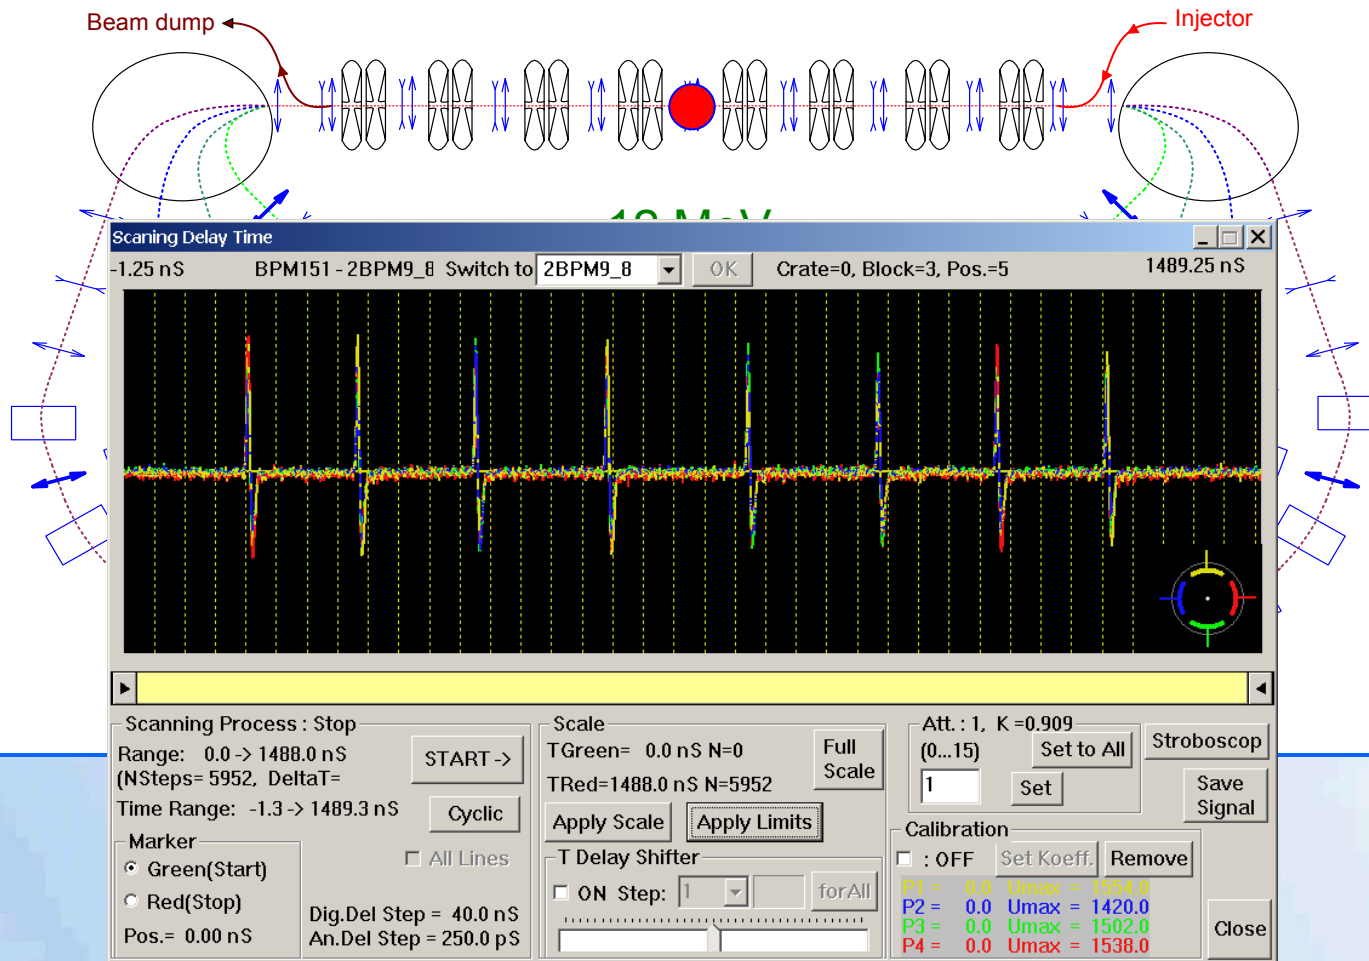 Beam dump
Injector
Scaning Delay Time
-1.25 nS BPM151 - 2BPM9_8 Switch to 2BPM9_8 OK Crate=0, Block=3, Pos.=5 1489.25 nS
Scanning Process : Stop
Range: 0.0 -> 1488.0 nS
(NSteps= 5952, DeltaT=
START ->
Time Range: -1.3 -> 1489.3 nS
Cyclic
Marker
Green(Start)
Red(Stop)
Pos.= 0.00 nS
All Lines
Dig.Del Step = 40.0 nS
An.Del Step = 250.0 pS
Scale
TGreen= 0.0 nS N=0
TRed=1488.0 nS N=5952
Full
Scale
Apply Scale Apply Limits
T Delay Shifter
ON Step: 1 forAll
Att. : 1, K =0.909
(0...15) Set to All
1 Set
Stroboscop
Save
Signal
Calibration
: OFF Set Koeff. Remove
P1 = 0.0 Umax = 1554.0
P2 = 0.0 Umax = 1420.0
P3 = 0.0 Umax = 1502.0
P4 = 0.0 Umax = 1538.0
Close